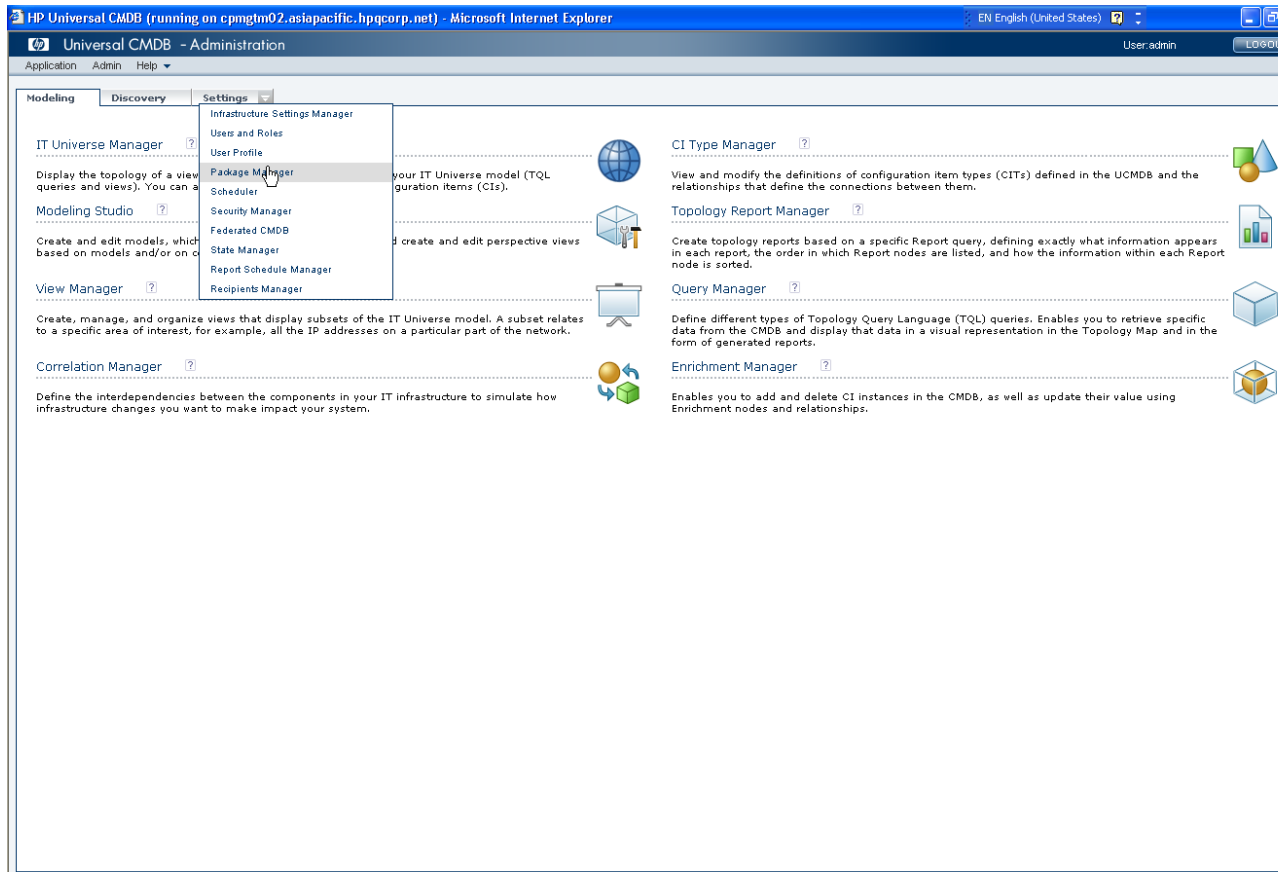 HP Universal CMDB (running on cpmgtm02.asiapacific.hpqcorp.net) - Microsoft Internet Explorer
EN English (United States)
Universal CMDB - Administration
User:admin
Application Admin Help
Modeling Discovery Settings
Infrastructure Settings Manager
Users and Roles
User Profile
Package Manager
Scheduler
Security Manager
Federated CMDB
State Manager
Report Schedule Manager
Recipients Manager
IT Universe Manager ?
Display the topology of a view your IT Universe model (TQL
queries and views). You can a guration items (CIs).
CI Type Manager ?
View and modify the definitions of configuration item types (CITs) defined in the UCMDB and the
relationships that define the connections between them.
Modeling Studio ?
Create and edit models, which d create and edit perspective views
based on models and/or on c
Topology Report Manager ?
Create topology reports based on a specific Report query, defining exactly what information appears
in each report, the order in which Report nodes are listed, and how the information within each Report
node is sorted.
View Manager ?
Create, manage, and organize views that display subsets of the IT Universe model. A subset relates
to a specific area of interest, for example, all the IP addresses on a particular part of the network.
Query Manager ?
Define different types of Topology Query Language (TQL) queries. Enables you to retrieve specific
data from the CMDB and display that data in a visual representation in the Topology Map and in the
form of generated reports.
Correlation Manager ?
Define the interdependencies between the components in your IT infrastructure to simulate how
infrastructure changes you want to make impact your system.
Enrichment Manager ?
Enables you to add and delete CI instances in the CMDB, as well as update their value using
Enrichment nodes and relationships.